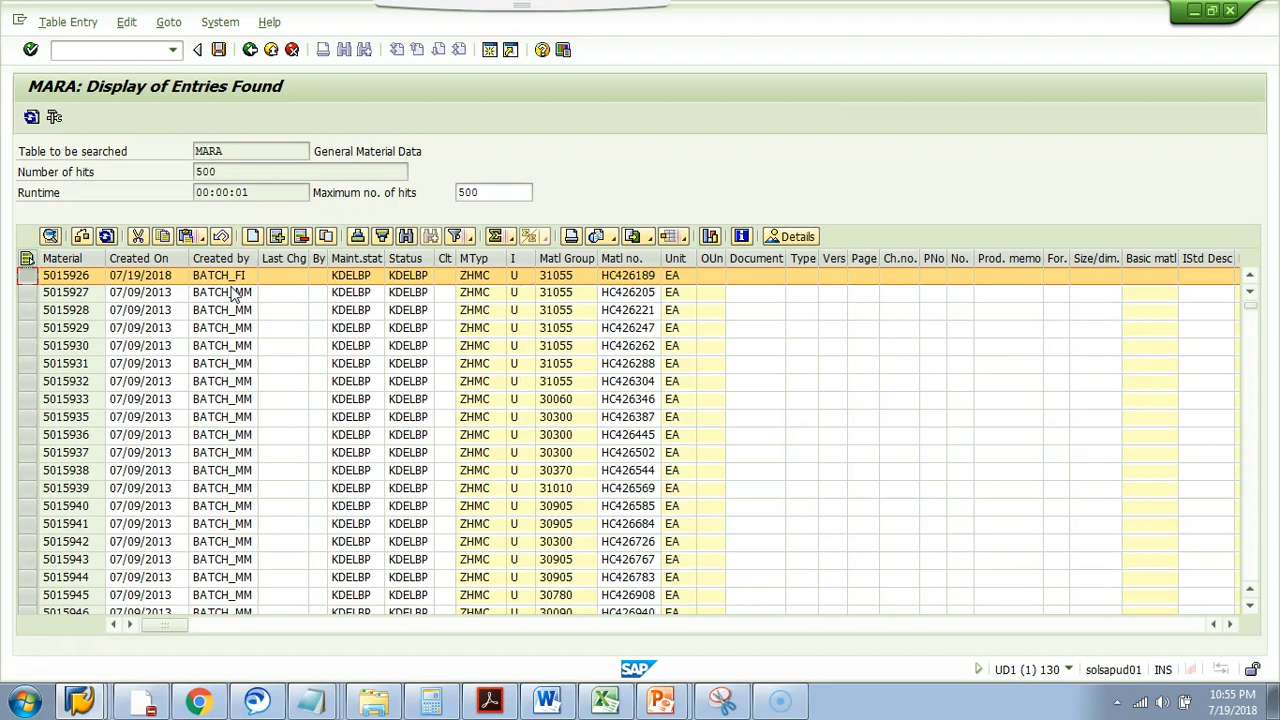 Table Entry Edit Goto System Help
MARA: Display of Entries Found
Table to be searched MARA General Material Data
Number of hits 500
Runtime 00:00:01 Maximum no. of hits 500
Details
Material Created On Created by Last Chg By Maint.stat Status Clt MTyp I Matl Group Matl no. Unit OUn Document Type Vers Page Ch.no. PNo No. Prod. memo For. Size/dim. Basic matl IStd Desc
5015926 07/19/2018 BATCH_FI KDELBP KDELBP ZHMC U 31055 HC426189 EA
5015927 07/09/2013 BATCH_MM KDELBP KDELBP ZHMC U 31055 HC426205 EA
5015928 07/09/2013 BATCH_MM KDELBP KDELBP ZHMC U 31055 HC426221 EA
5015929 07/09/2013 BATCH_MM KDELBP KDELBP ZHMC U 31055 HC426247 EA
5015930 07/09/2013 BATCH_MM KDELBP KDELBP ZHMC U 31055 HC426262 EA
5015931 07/09/2013 BATCH_MM KDELBP KDELBP ZHMC U 31055 HC426288 EA
5015932 07/09/2013 BATCH_MM KDELBP KDELBP ZHMC U 31055 HC426304 EA
5015933 07/09/2013 BATCH_MM KDELBP KDELBP ZHMC U 30060 HC426346 EA
5015935 07/09/2013 BATCH_MM KDELBP KDELBP ZHMC U 30300 HC426387 EA
5015936 07/09/2013 BATCH_MM KDELBP KDELBP ZHMC U 30300 HC426445 EA
5015937 07/09/2013 BATCH_MM KDELBP KDELBP ZHMC U 30300 HC426502 EA
5015938 07/09/2013 BATCH_MM KDELBP KDELBP ZHMC U 30370 HC426544 EA
5015939 07/09/2013 BATCH_MM KDELBP KDELBP ZHMC U 31010 HC426569 EA
5015940 07/09/2013 BATCH_MM KDELBP KDELBP ZHMC U 30905 HC426585 EA
5015941 07/09/2013 BATCH_MM KDELBP KDELBP ZHMC U 30905 HC426684 EA
5015942 07/09/2013 BATCH_MM KDELBP KDELBP ZHMC U 30300 HC426726 EA
5015943 07/09/2013 BATCH_MM KDELBP KDELBP ZHMC U 30905 HC426767 EA
5015944 07/09/2013 BATCH_MM KDELBP KDELBP ZHMC U 30905 HC426783 EA
5015945 07/09/2013 BATCH_MM KDELBP KDELBP ZHMC U 30780 HC426908 EA
5015946 07/09/2013 BATCH_MM KDELBP KDELBP ZHMC U 30090 HC426940 EA
SAP UD1 (1) 130 solsapud01 INS
10:55 PM
7/19/2018